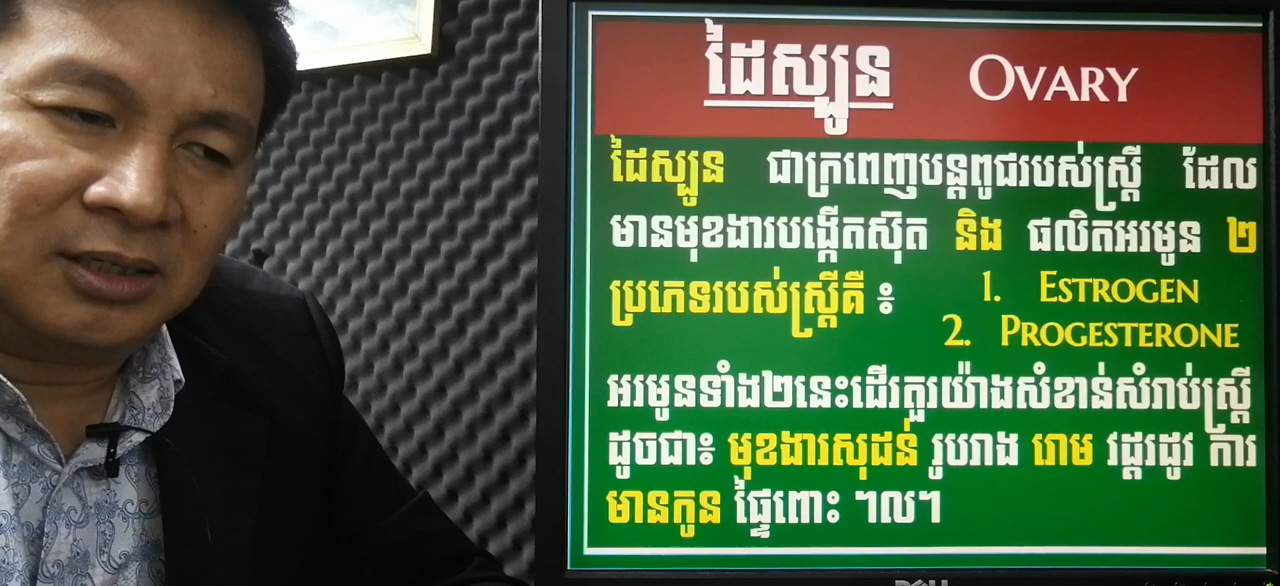 ដៃស្បូន OVARY
ដៃស្បូន ជាក្រពេញបន្តពូជរបស់ស្ត្រី ដែល
មានមុខងារបង្កើតស៊ុត និង ផលិតអរមូន ២
ប្រភេទរបស់ស្ត្រីគឺ ៖ 1. ESTROGEN
2. PROGESTERONE
អរមូនទាំង២នេះដើរតួរយ៉ាងសំខាន់សំរាប់ស្ត្រី
ដូចជា៖ មុខងារសុដន់ រូបរាង រោម វដ្តរដូវ ការ
មានកូន ផ្ទៃពោះ ។ល។